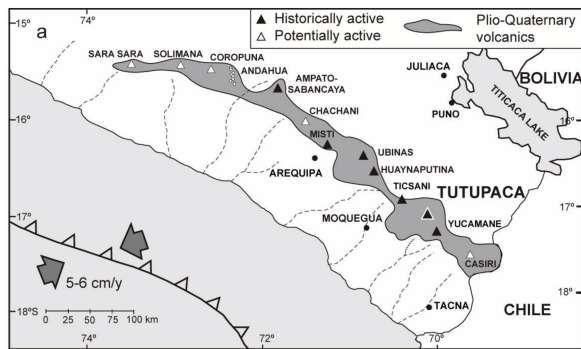 a
15°
15°
Historically active
Potentially active
Plio-Quaternary
volcanics
SARA SARA
SOLIMANA
COROPUNA
ANDAHUA
AMPATO-
SABANCAYA
JULIACA
BOLIVIA
TITICACA LAKE
PUNO
CHACHANI
16°
16°
MISTI
UBINAS
HUAYNAPUTINA
AREQUIPA
TICSANI
TUTUPACA
17°
17°
MOQUEGUA
YUCAMANE
CASIRI
5-6 cm/y
18°S
18°
TACNA
CHILE
0 25 50 75 100
km
74°
72°
70°